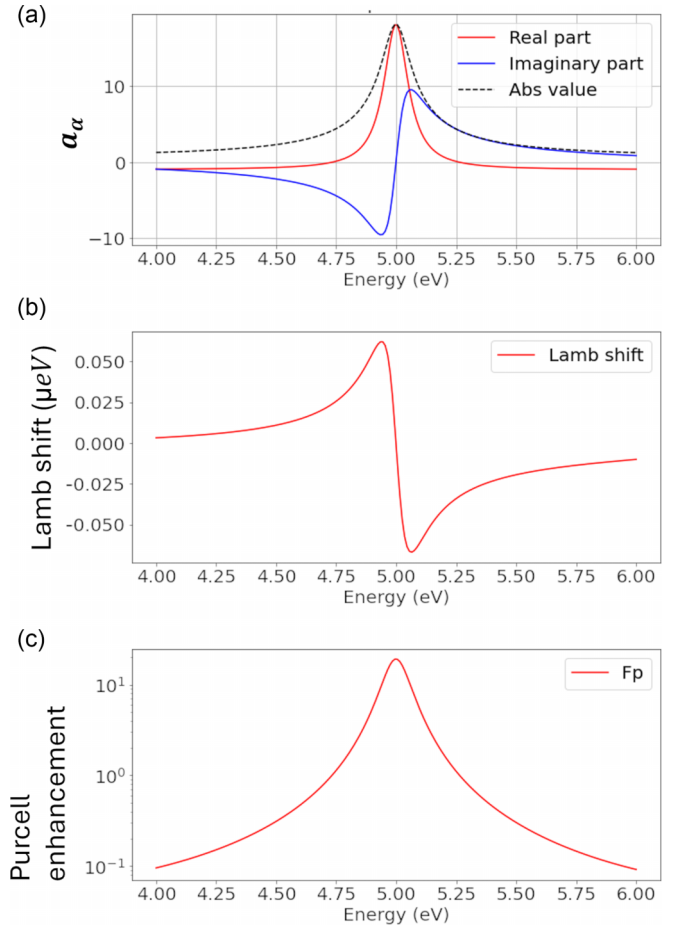 (a)
Real part
Imaginary part
Abs value
10
0
−10
a_α
4.00 4.25 4.50 4.75 5.00 5.25 5.50 5.75 6.00
Energy (eV)
(b)
Lamb shift
0.050
0.025
0.000
-0.025
-0.050
Lamb shift (μeV)
4.00 4.25 4.50 4.75 5.00 5.25 5.50 5.75 6.00
Energy (eV)
(c)
Fp
10¹
10⁰
10⁻¹
Purcell
enhancement
4.00 4.25 4.50 4.75 5.00 5.25 5.50 5.75 6.00
Energy (eV)